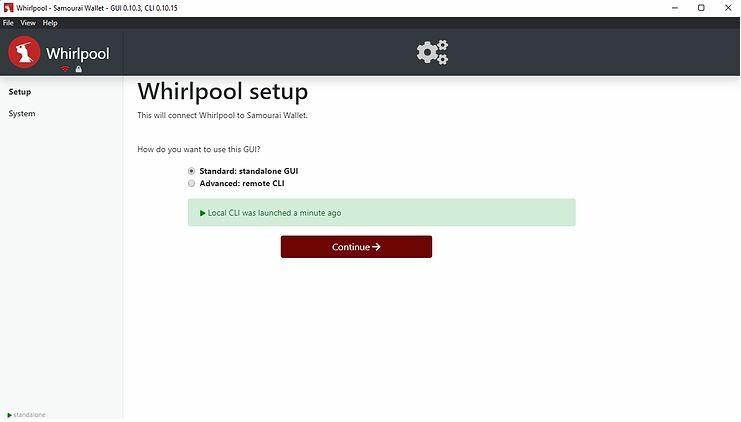 Whirlpool - Samourai Wallet - GUI 0.10.3, CLI 0.10.15
File View Help
Whirlpool
Setup
System
Whirlpool setup
This will connect Whirlpool to Samourai Wallet.
How do you want to use this GUI?
Standard: standalone GUI
Advanced: remote CLI
Local CLI was launched a minute ago
Continue
standalone